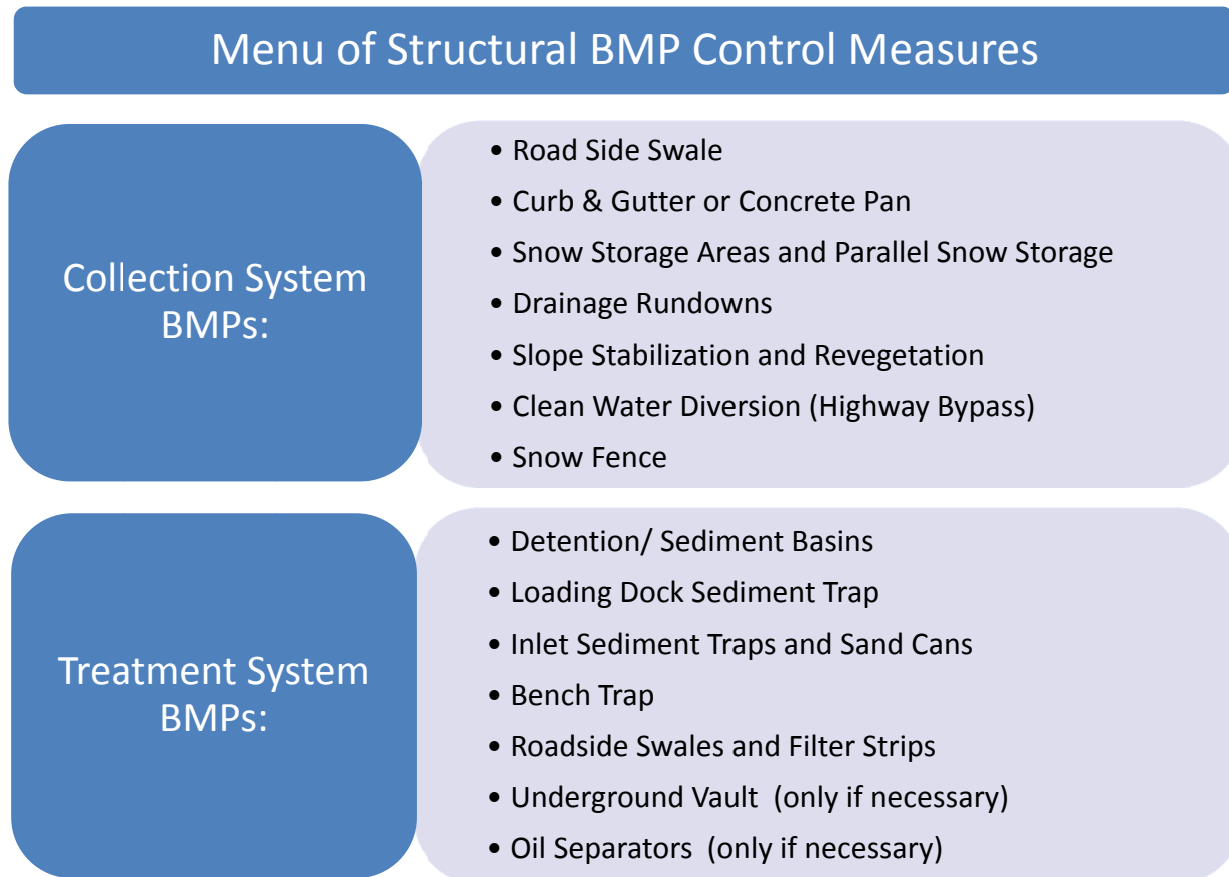 Menu of Structural BMP Control Measures
Collection System
BMPs:
• Road Side Swale
• Curb & Gutter or Concrete Pan
• Snow Storage Areas and Parallel Snow Storage
• Drainage Rundowns
• Slope Stabilization and Revegetation
• Clean Water Diversion (Highway Bypass)
• Snow Fence
Treatment System
BMPs:
• Detention/ Sediment Basins
• Loading Dock Sediment Trap
• Inlet Sediment Traps and Sand Cans
• Bench Trap
• Roadside Swales and Filter Strips
• Underground Vault  (only if necessary)
• Oil Separators  (only if necessary)